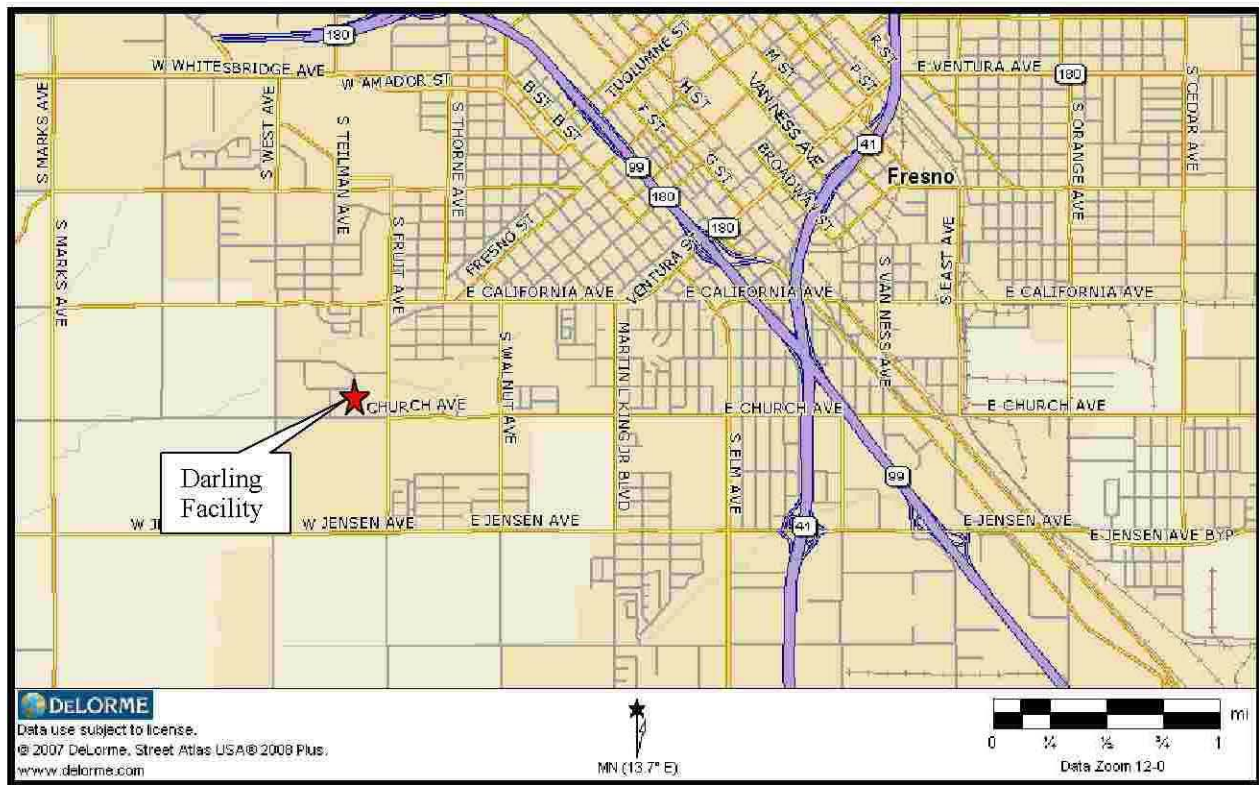 180
W WHITESBRIDGE AVE
W AMADOR ST
S MARKS AVE
S WEST AVE
S TEILMAN AVE
S THORNE AVE
B ST
B ST
TUOLUMNE ST
F ST
H ST
G ST
M ST
P ST
R ST
VAN NESS AVE
BROADWAY ST
E VENTURA AVE
180
S ORANGE AVE
S CEDAR AVE
99
180
41
Fresno
180
S MARKS AVE
S FRUIT AVE
FRESNO ST
VENTURA ST
E CALIFORNIA AVE
E CALIFORNIA AVE
E CALIFORNIA AVE
S VAN NESS AVE
S EAST AVE
S WALNUT AVE
MARTIN L KING JR BLVD
CHURCH AVE
E CHURCH AVE
E CHURCH AVE
S ELM AVE
Darling
Facility
99
W J
W JENSEN AVE
E JENSEN AVE
41
E JENSEN AVE
E JENSEN AVE BYP
DELORME
Data use subject to license.
© 2007 DeLorme. Street Atlas USA® 2008 Plus.
www.delorme.com
MN (13.7° E)
mi
0 ¼ ½ ¾ 1
Data Zoom 12-0